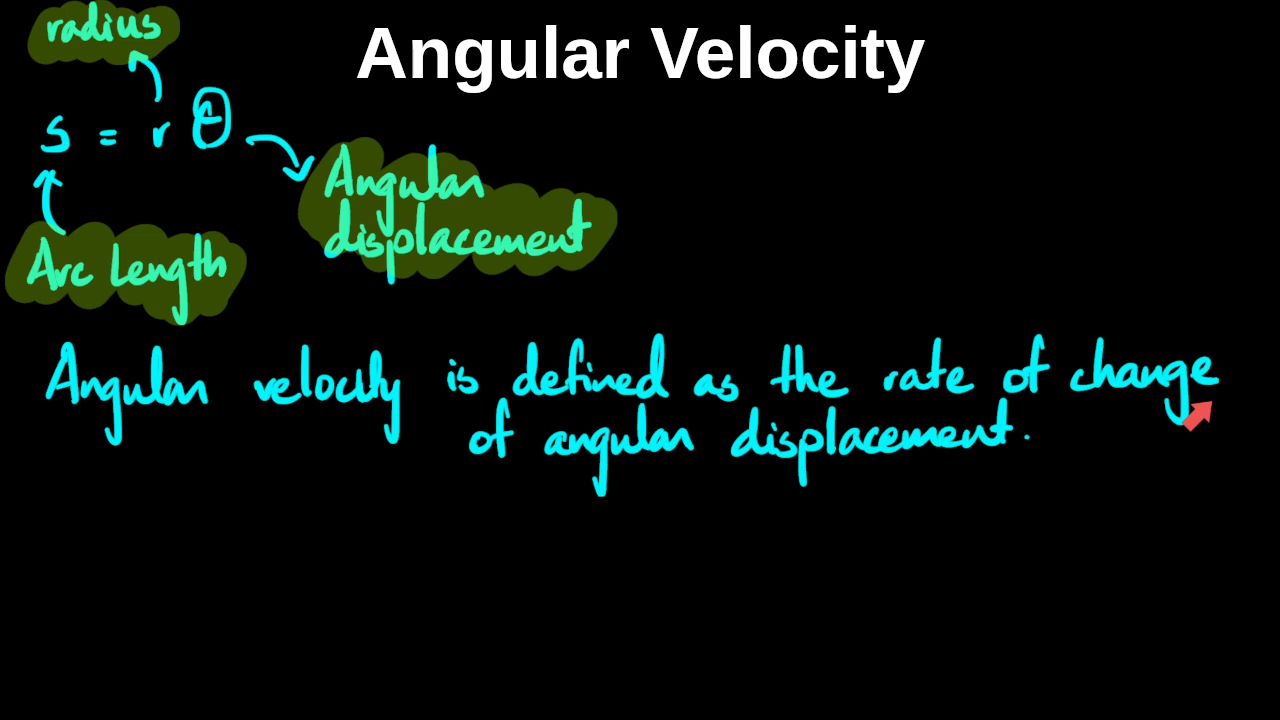 radius
Angular Velocity
s = r θ
Angular
displacement
Arc Length
Angular velocity is defined as the rate of change
of angular displacement.